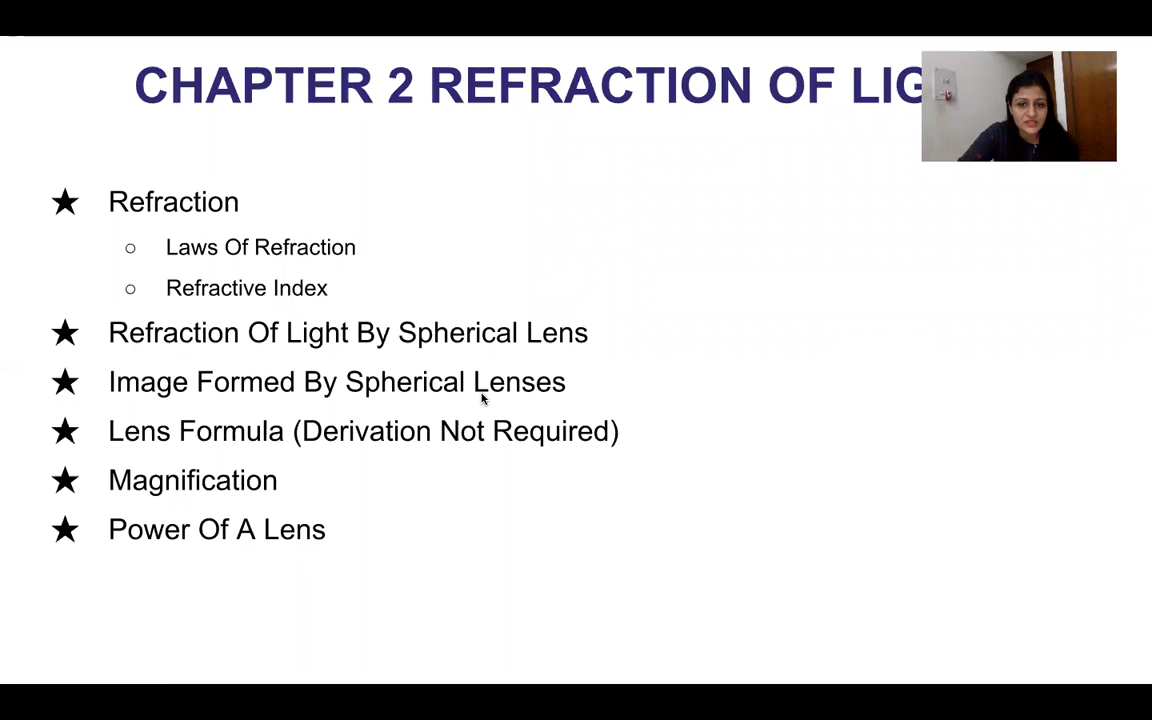 CHAPTER 2 REFRACTION OF LIG
Refraction
Laws Of Refraction
Refractive Index
Refraction Of Light By Spherical Lens
Image Formed By Spherical Lenses
Lens Formula (Derivation Not Required)
Magnification
Power Of A Lens